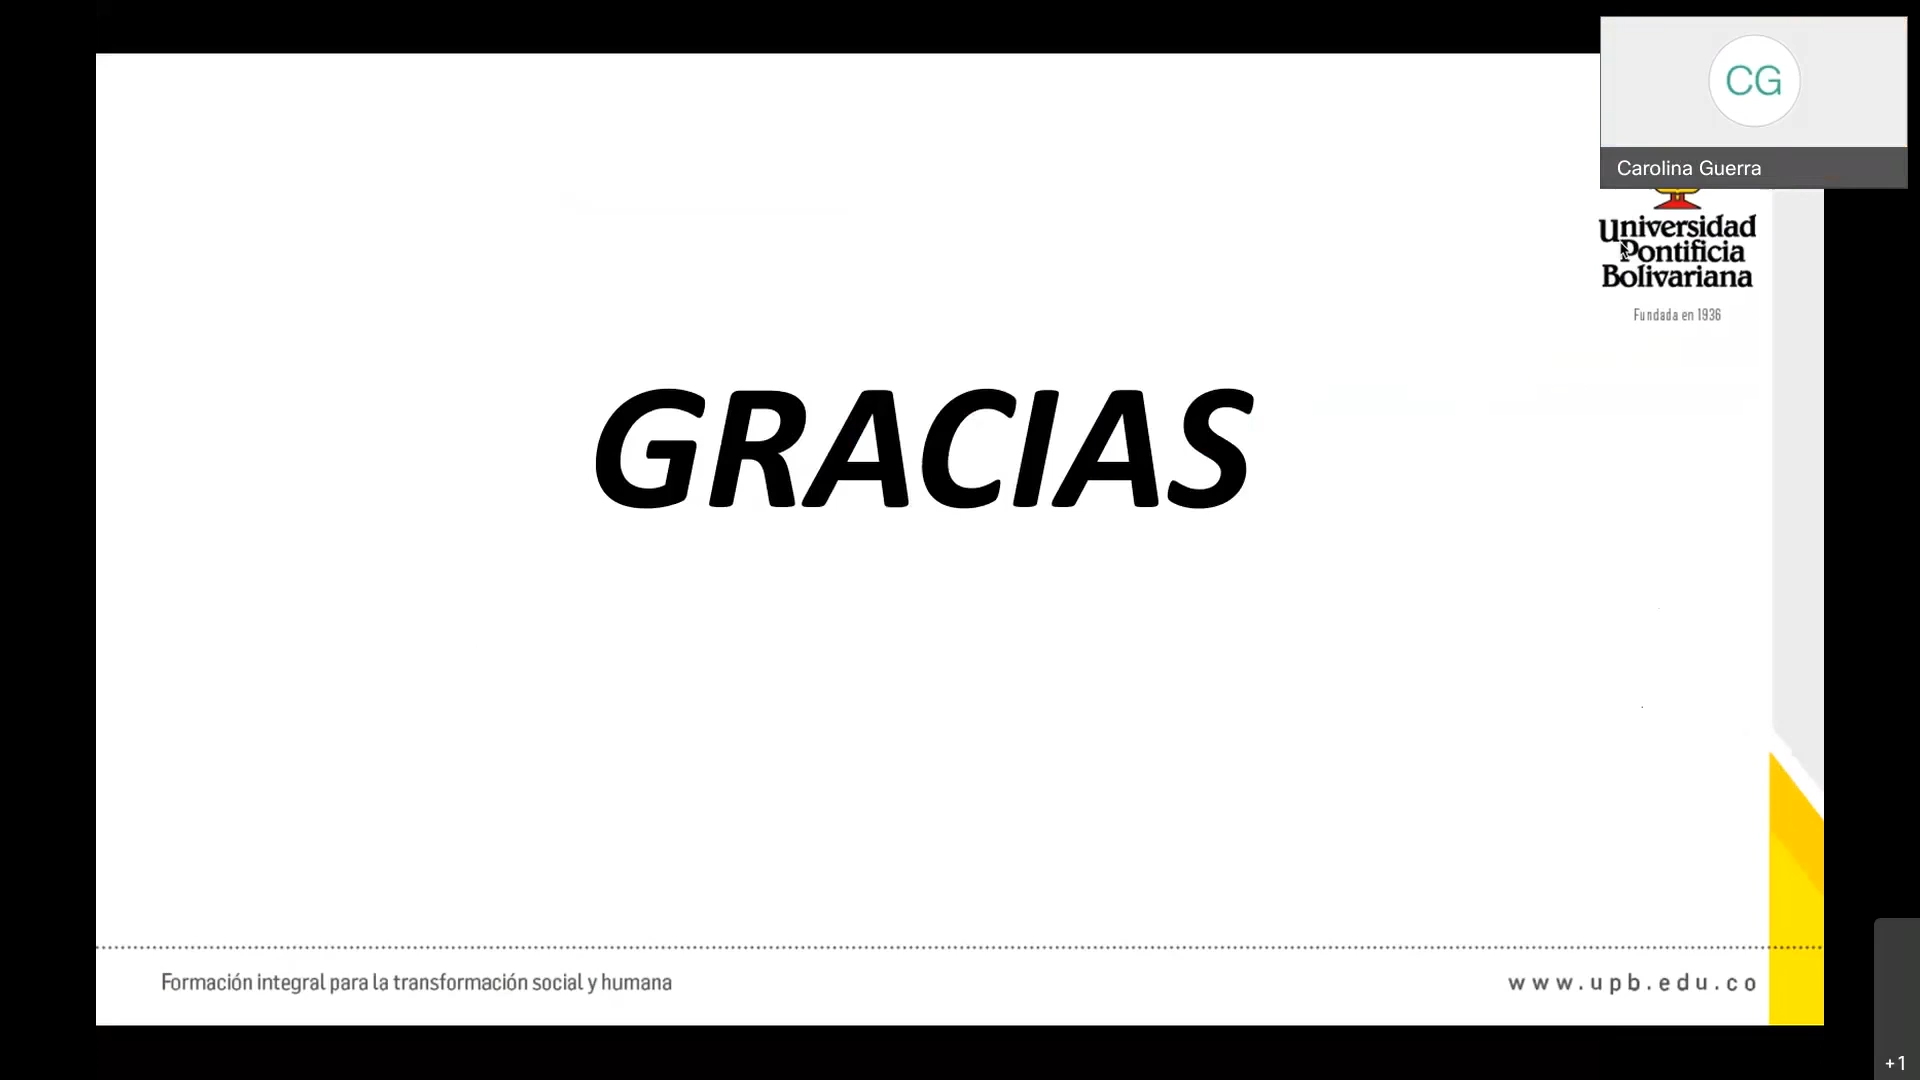 CG
Carolina Guerra
Universidad
Pontificia
Bolivariana
Fundada en 1936
GRACIAS
Formación integral para la transformación social y humana
www.upb.edu.co
+1